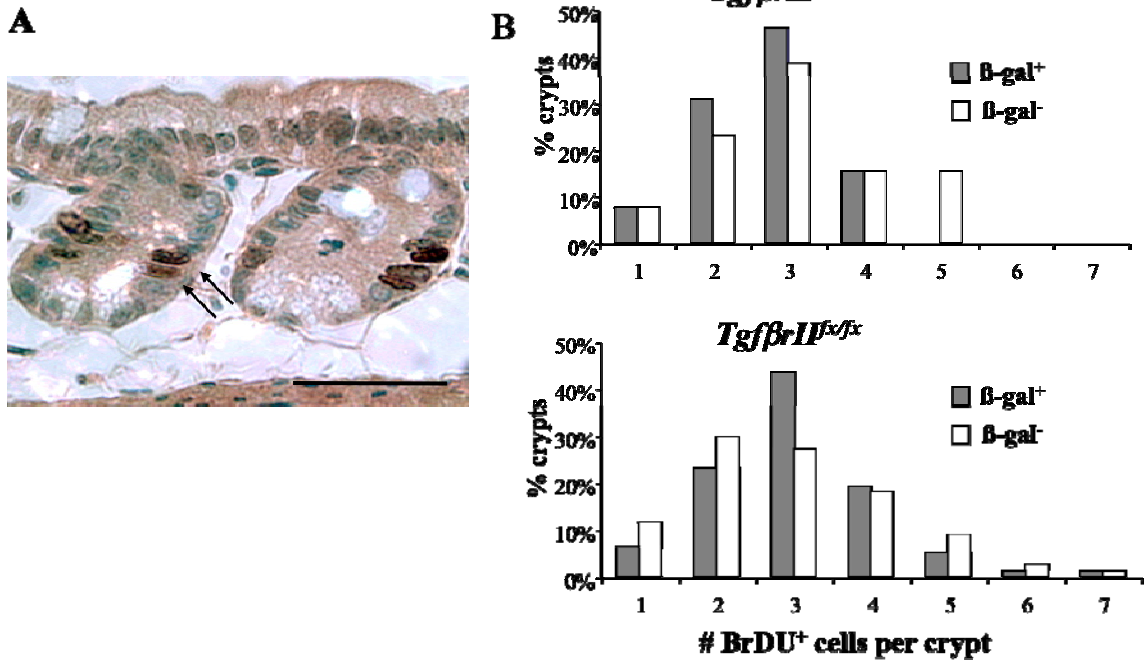 A
B
50%
40%
30%
20%
10%
0%
% crypts
ß-gal⁺
ß-gal⁻
1 2 3 4 5 6 7
TgfβrII^fx/fx
50%
40%
30%
20%
10%
0%
% crypts
ß-gal⁺
ß-gal⁻
1 2 3 4 5 6 7
# BrDU⁺ cells per crypt